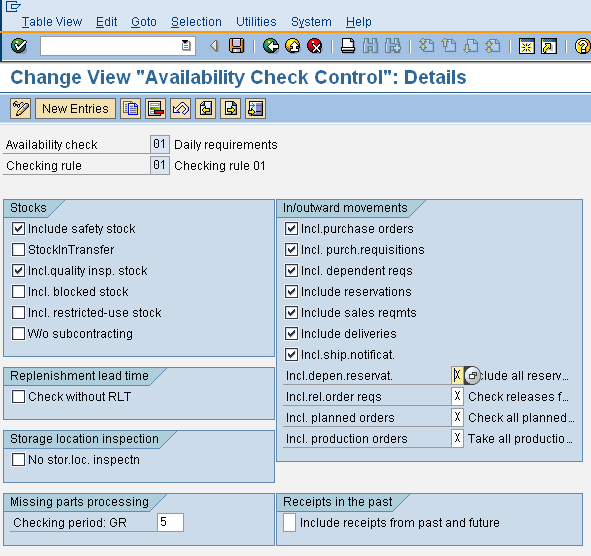 Table View Edit Goto Selection Utilities System Help
Change View "Availability Check Control": Details
New Entries
Availability check 01 Daily requirements
Checking rule 01 Checking rule 01
Stocks
Include safety stock
StockInTransfer
Incl.quality insp. stock
Incl. blocked stock
Incl. restricted-use stock
W/o subcontracting
Replenishment lead time
Check without RLT
Storage location inspection
No stor.loc. inspectn
In/outward movements
Incl.purchase orders
Incl. purch.requisitions
Incl. dependent reqs
Include reservations
Include sales reqmts
Include deliveries
Incl.ship.notificat.
Incl.depen.reservat. X clude all reserv...
Incl.rel.order reqs X Check releases f...
Incl. planned orders X Check all planned...
Incl. production orders X Take all productio...
Missing parts processing
Checking period: GR 5
Receipts in the past
Include receipts from past and future